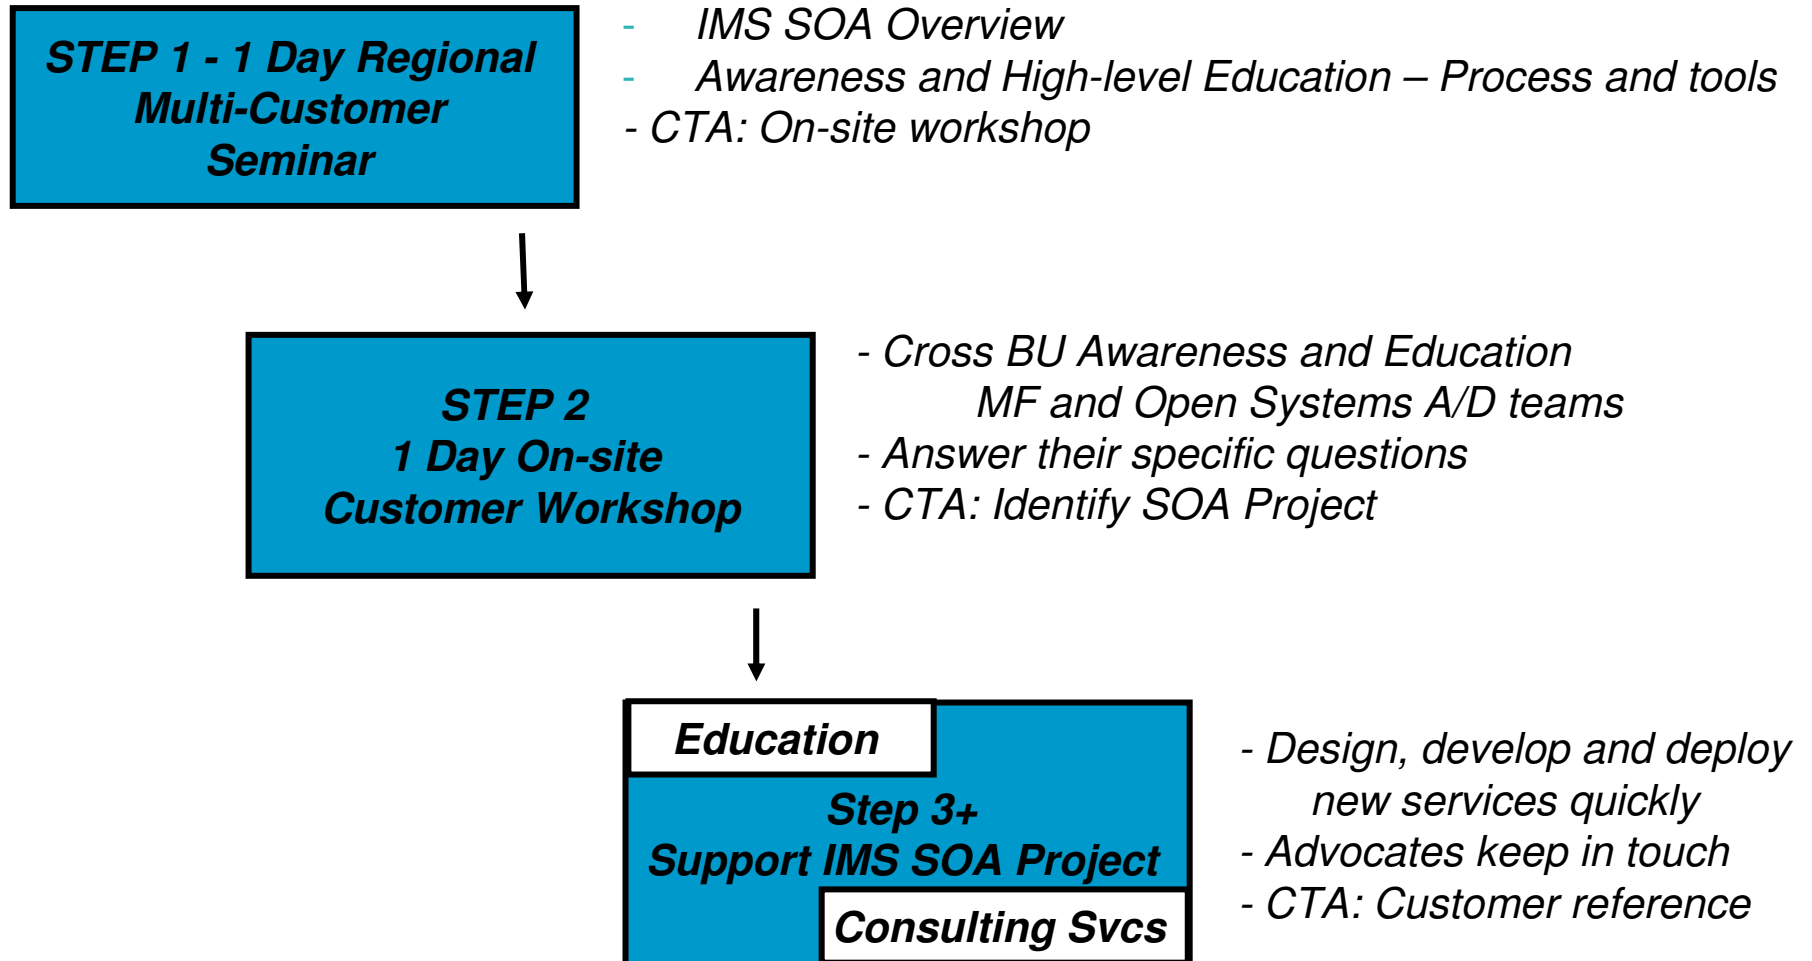 STEP 1 - 1 Day Regional
Multi-Customer
Seminar
- IMS SOA Overview
- Awareness and High-level Education – Process and tools
- CTA: On-site workshop
STEP 2
1 Day On-site
Customer Workshop
- Cross BU Awareness and Education
MF and Open Systems A/D teams
- Answer their specific questions
- CTA: Identify SOA Project
Education
Step 3+
Support IMS SOA Project
Consulting Svcs
- Design, develop and deploy
new services quickly
- Advocates keep in touch
- CTA: Customer reference